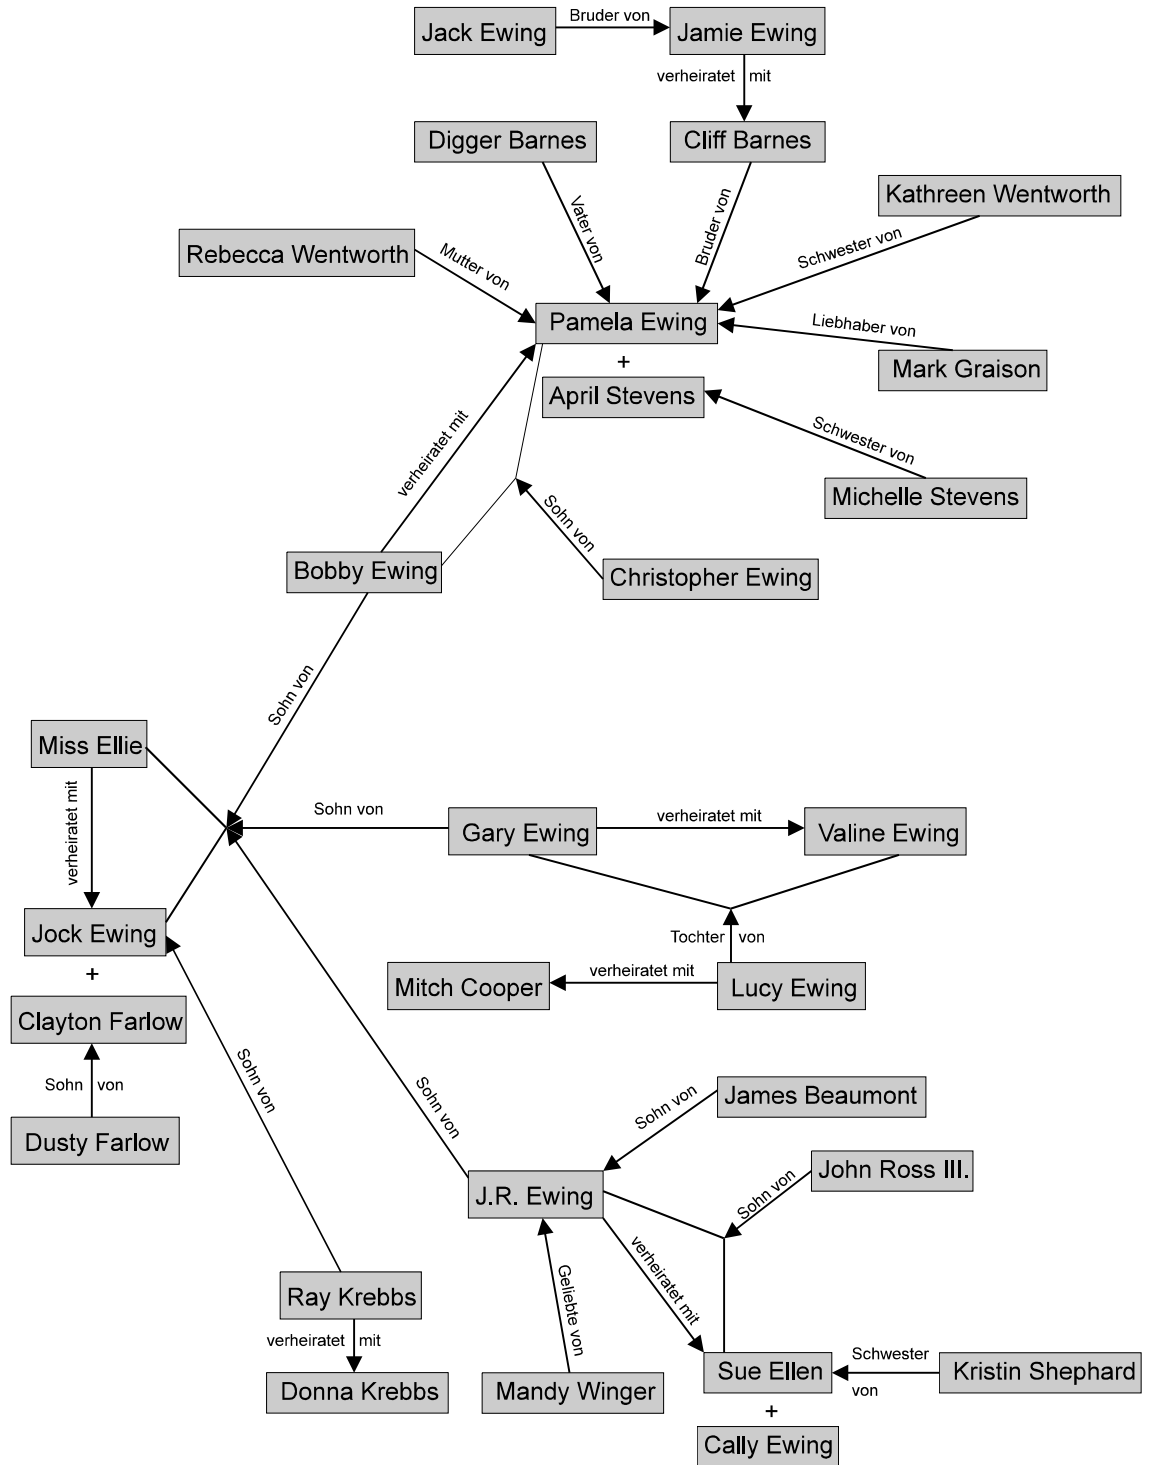 Jack Ewing
Bruder von
Jamie Ewing
verheiratet mit
Digger Barnes
Cliff Barnes
Kathreen Wentworth
Vater von
Bruder von
Schwester von
Rebecca Wentworth
Mutter von
Pamela Ewing
Liebhaber von
Mark Graison
+
April Stevens
Schwester von
Michelle Stevens
verheiratet mit
Sohn von
Bobby Ewing
Christopher Ewing
Sohn von
Miss Ellie
verheiratet mit
Sohn von
Gary Ewing
verheiratet mit
Valine Ewing
Jock Ewing
Tochter von
+
Mitch Cooper
verheiratet mit
Lucy Ewing
Clayton Farlow
Sohn von
Dusty Farlow
Sohn von
Sohn von
Sohn von
James Beaumont
J.R. Ewing
Sohn von
John Ross III.
Ray Krebbs
verheiratet mit
Geliebte von
verheiratet mit
Donna Krebbs
Mandy Winger
Sue Ellen
Schwester
von
Kristin Shephard
+
Cally Ewing